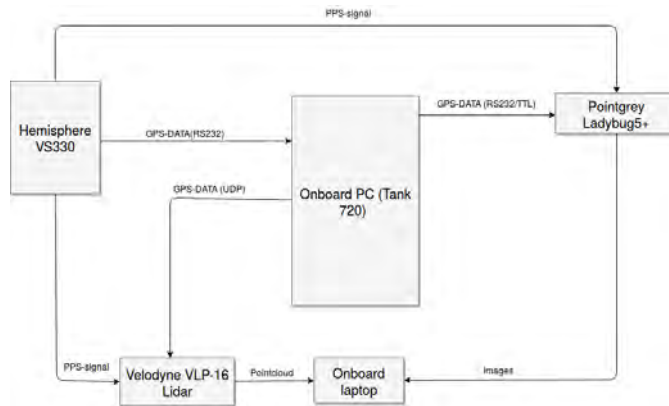 PPS-signal
Hemisphere
VS330
GPS-DATA(RS232)
GPS-DATA (RS232/TTL)
Pointgrey
Ladybug5+
GPS-DATA (UDP)
Onboard PC (Tank
720)
PPS-signal
Velodyne VLP-16
Lidar
Pointcloud
Onboard
laptop
Images